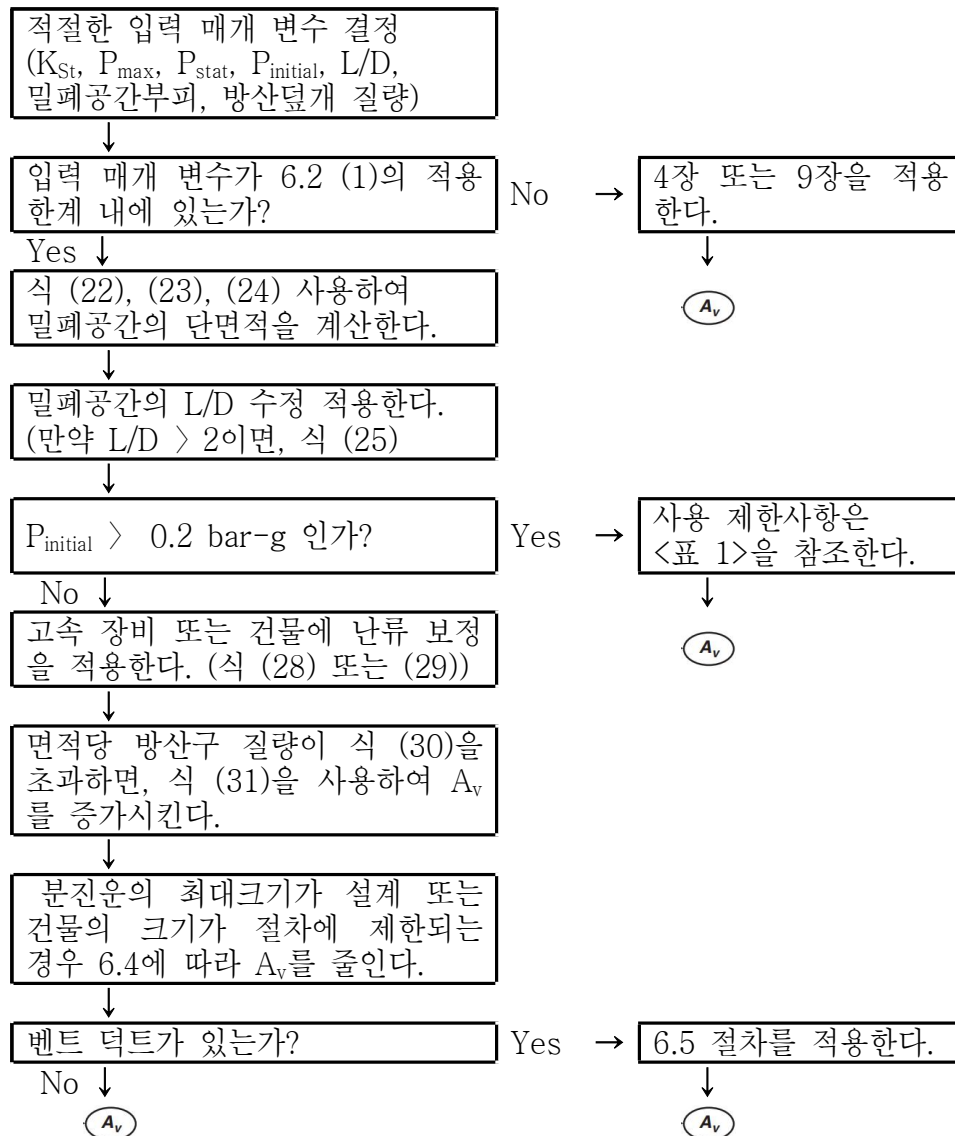 적절한 입력 매개 변수 결정
(K_St, P_max, P_stat, P_initial, L/D,
밀폐공간부피, 방산덮개 질량)
↓
입력 매개 변수가 6.2 (1)의 적용
한계 내에 있는가?
No →
4장 또는 9장을 적용
한다.
↓
A_v
Yes ↓
식 (22), (23), (24) 사용하여
밀폐공간의 단면적을 계산한다.
↓
밀폐공간의 L/D 수정 적용한다.
(만약 L/D 〉 2이면, 식 (25)
↓
P_initial 〉 0.2 bar-g 인가?
Yes →
사용 제한사항은
<표 1>을 참조한다.
↓
A_v
No ↓
고속 장비 또는 건물에 난류 보정
을 적용한다. (식 (28) 또는 (29))
↓
면적당 방산구 질량이 식 (30)을
초과하면, 식 (31)을 사용하여 A_v
를 증가시킨다.
↓
분진운의 최대크기가 설계 또는
건물의 크기가 절차에 제한되는
경우 6.4에 따라 A_v를 줄인다.
↓
벤트 덕트가 있는가?
Yes →
6.5 절차를 적용한다.
↓
A_v
No ↓
A_v